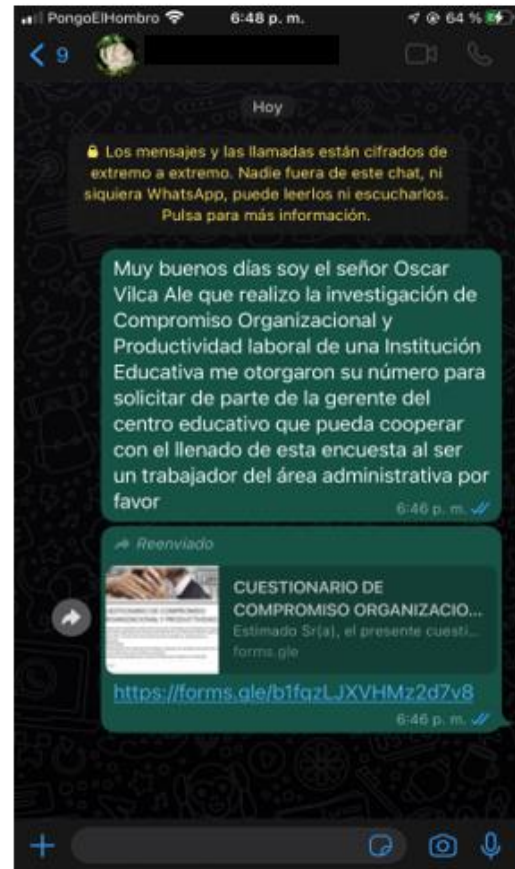 PongoElHombro 6:48 p. m. 64 %
9
Hoy
Los mensajes y las llamadas están cifrados de
extremo a extremo. Nadie fuera de este chat, ni
siquiera WhatsApp, puede leerlos ni escucharlos.
Pulsa para más información.
Muy buenos días soy el señor Oscar
Vilca Ale que realizo la investigación de
Compromiso Organizacional y
Productividad laboral de una Institución
Educativa me otorgaron su número para
solicitar de parte de la gerente del
centro educativo que pueda cooperar
con el llenado de esta encuesta al ser
un trabajador del área administrativa por
favor
6:46 p. m.
Reenviado
CUESTIONARIO DE
COMPROMISO ORGANIZACIO...
Estimado Sr(a), el presente cuesti...
forms.gle
https://forms.gle/b1fqzLJXVHMz2d7v8
6:46 p. m.